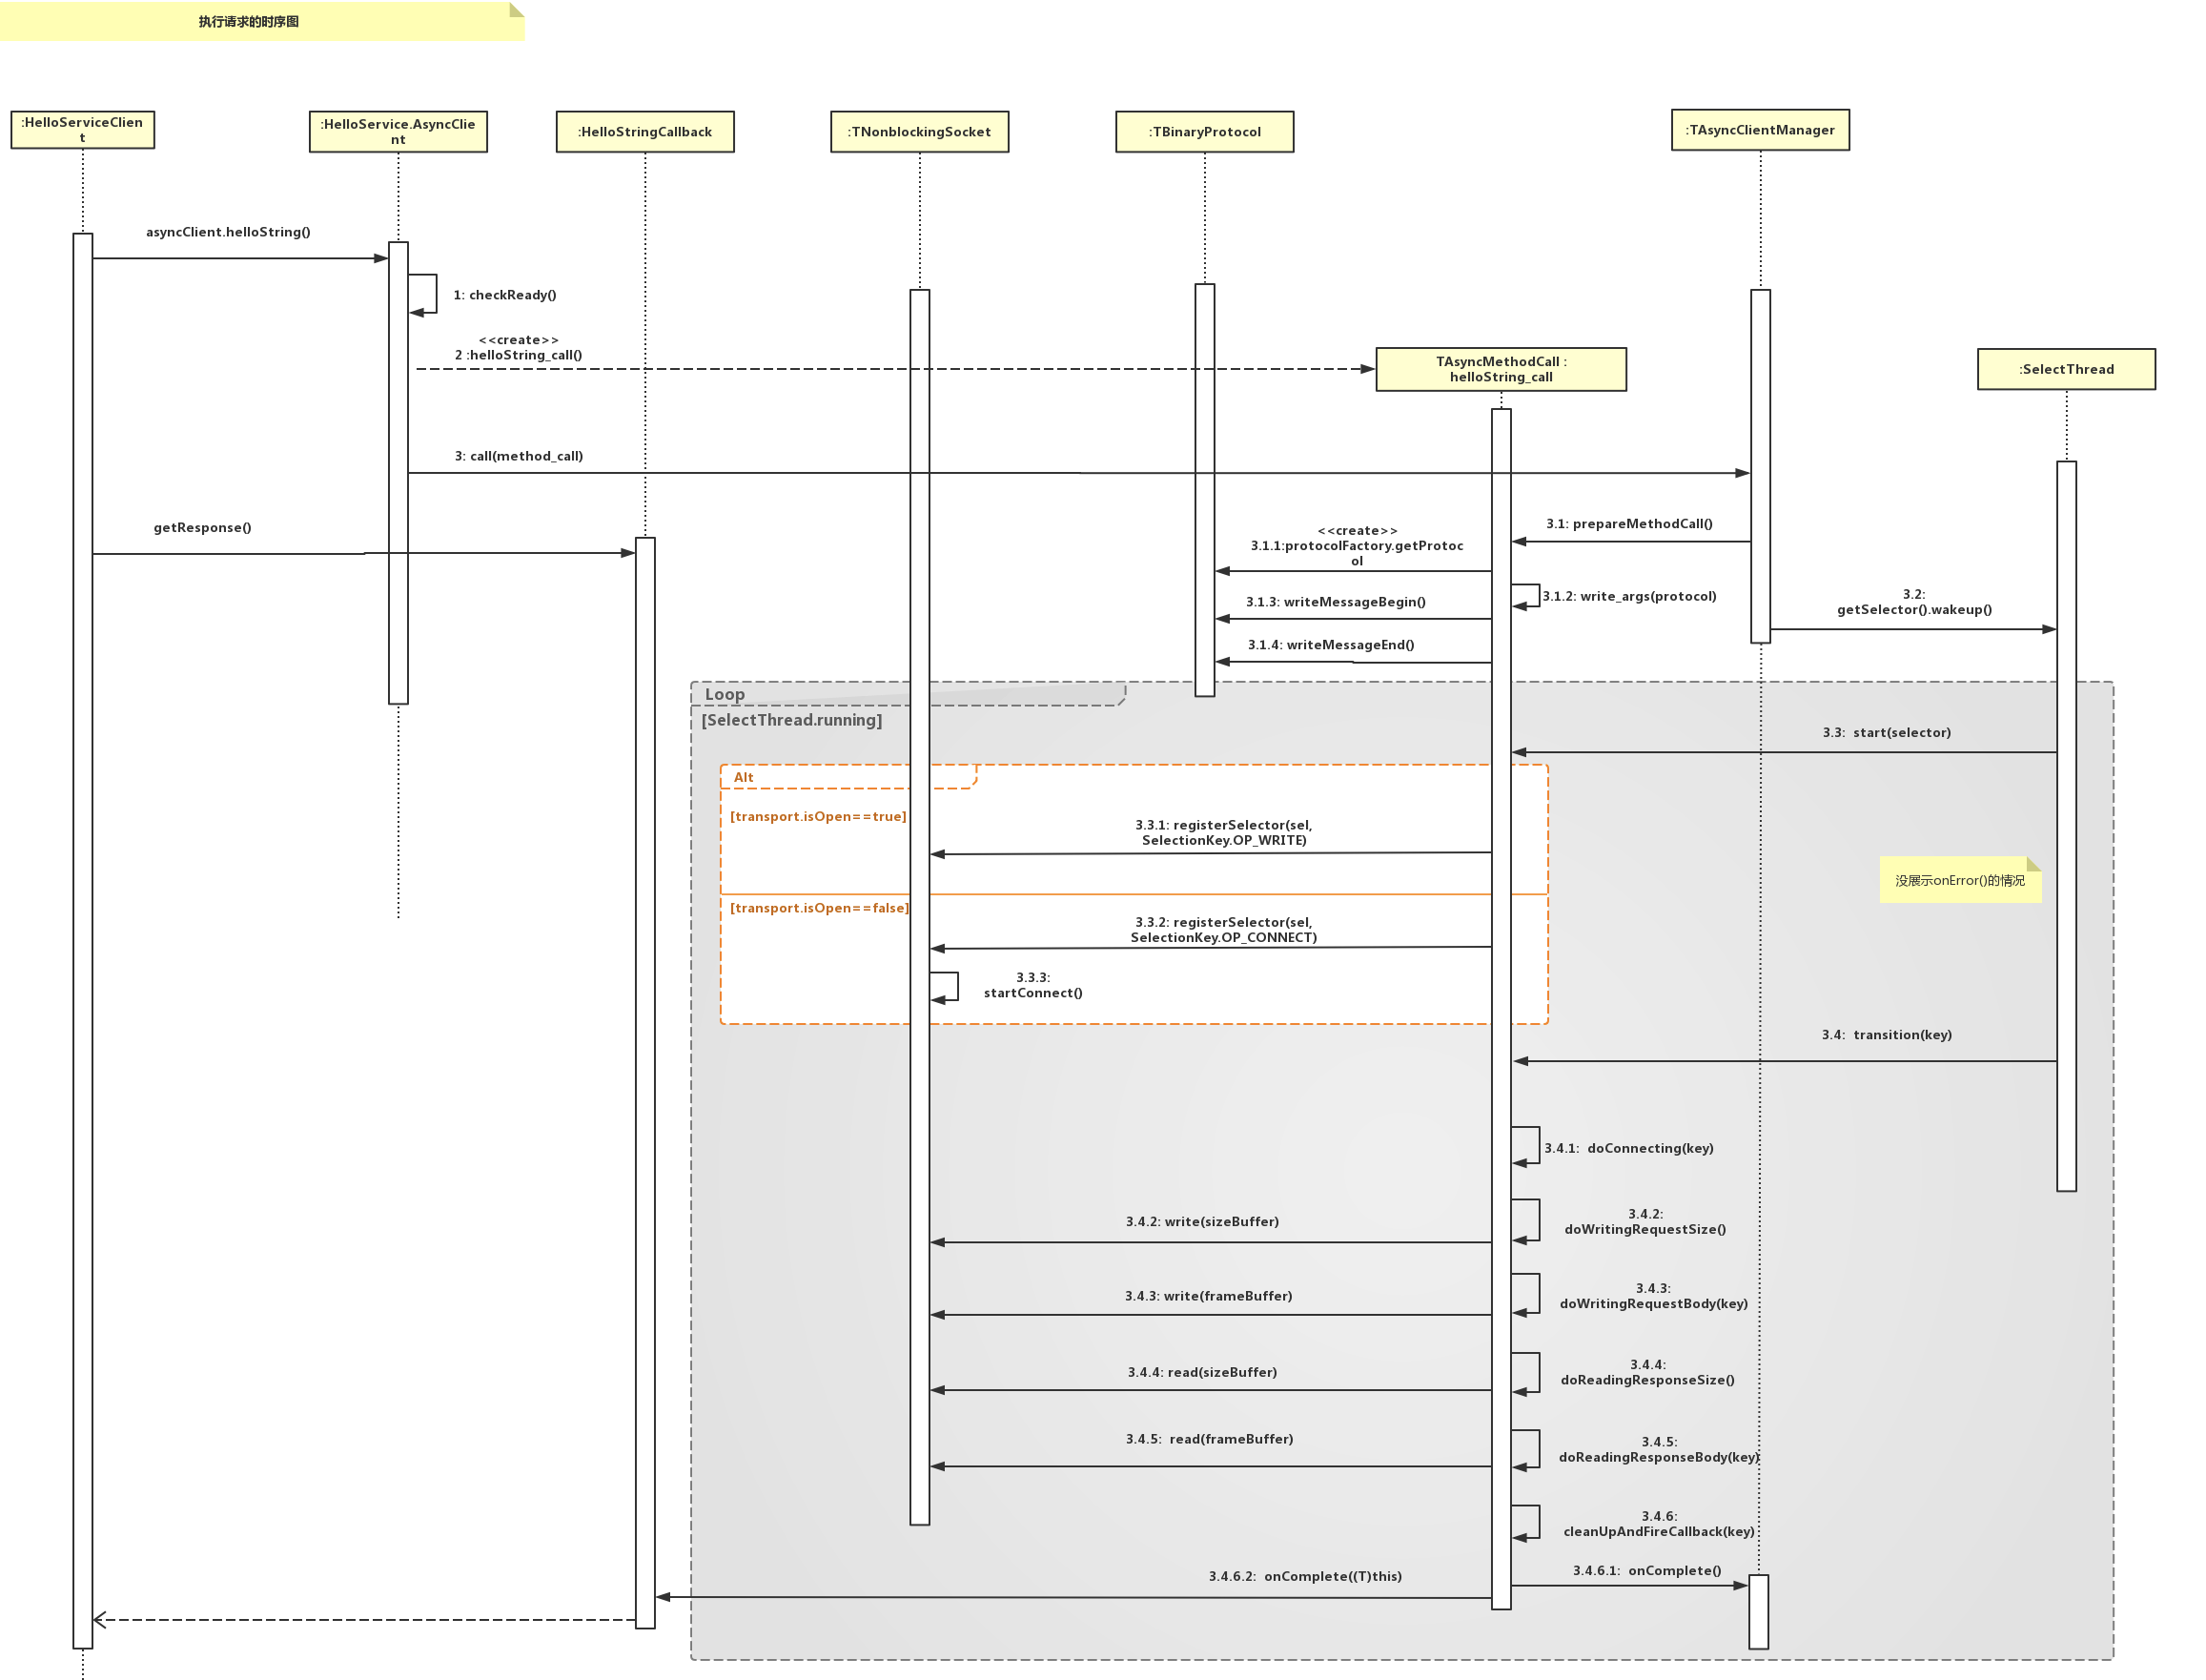 执行请求的时序图
:HelloServiceClien
t
:HelloService.AsyncClie
nt
:HelloStringCallback
:TNonblockingSocket
:TBinaryProtocol
:TAsyncClientManager
asyncClient.helloString()
1: checkReady()
<<create>>
2 :helloString_call()
TAsyncMethodCall :
helloString_call
:SelectThread
3: call(method_call)
getResponse()
3.1: prepareMethodCall()
<<create>>
3.1.1:protocolFactory.getProtoc
ol
3.1.2: write_args(protocol)
3.1.3: writeMessageBegin()
3.2:
getSelector().wakeup()
3.1.4: writeMessageEnd()
Loop
[SelectThread.running]
3.3:  start(selector)
Alt
[transport.isOpen==true]
3.3.1: registerSelector(sel,
SelectionKey.OP_WRITE)
没展示onError()的情况
[transport.isOpen==false]
3.3.2: registerSelector(sel,
SelectionKey.OP_CONNECT)
3.3.3:
startConnect()
3.4:  transition(key)
3.4.1:  doConnecting(key)
3.4.2: write(sizeBuffer)
3.4.2:
doWritingRequestSize()
3.4.3: write(frameBuffer)
3.4.3:
doWritingRequestBody(key)
3.4.4: read(sizeBuffer)
3.4.4:
doReadingResponseSize()
3.4.5:  read(frameBuffer)
3.4.5:
doReadingResponseBody(key)
3.4.6:
cleanUpAndFireCallback(key)
3.4.6.1:  onComplete()
3.4.6.2:  onComplete((T)this)